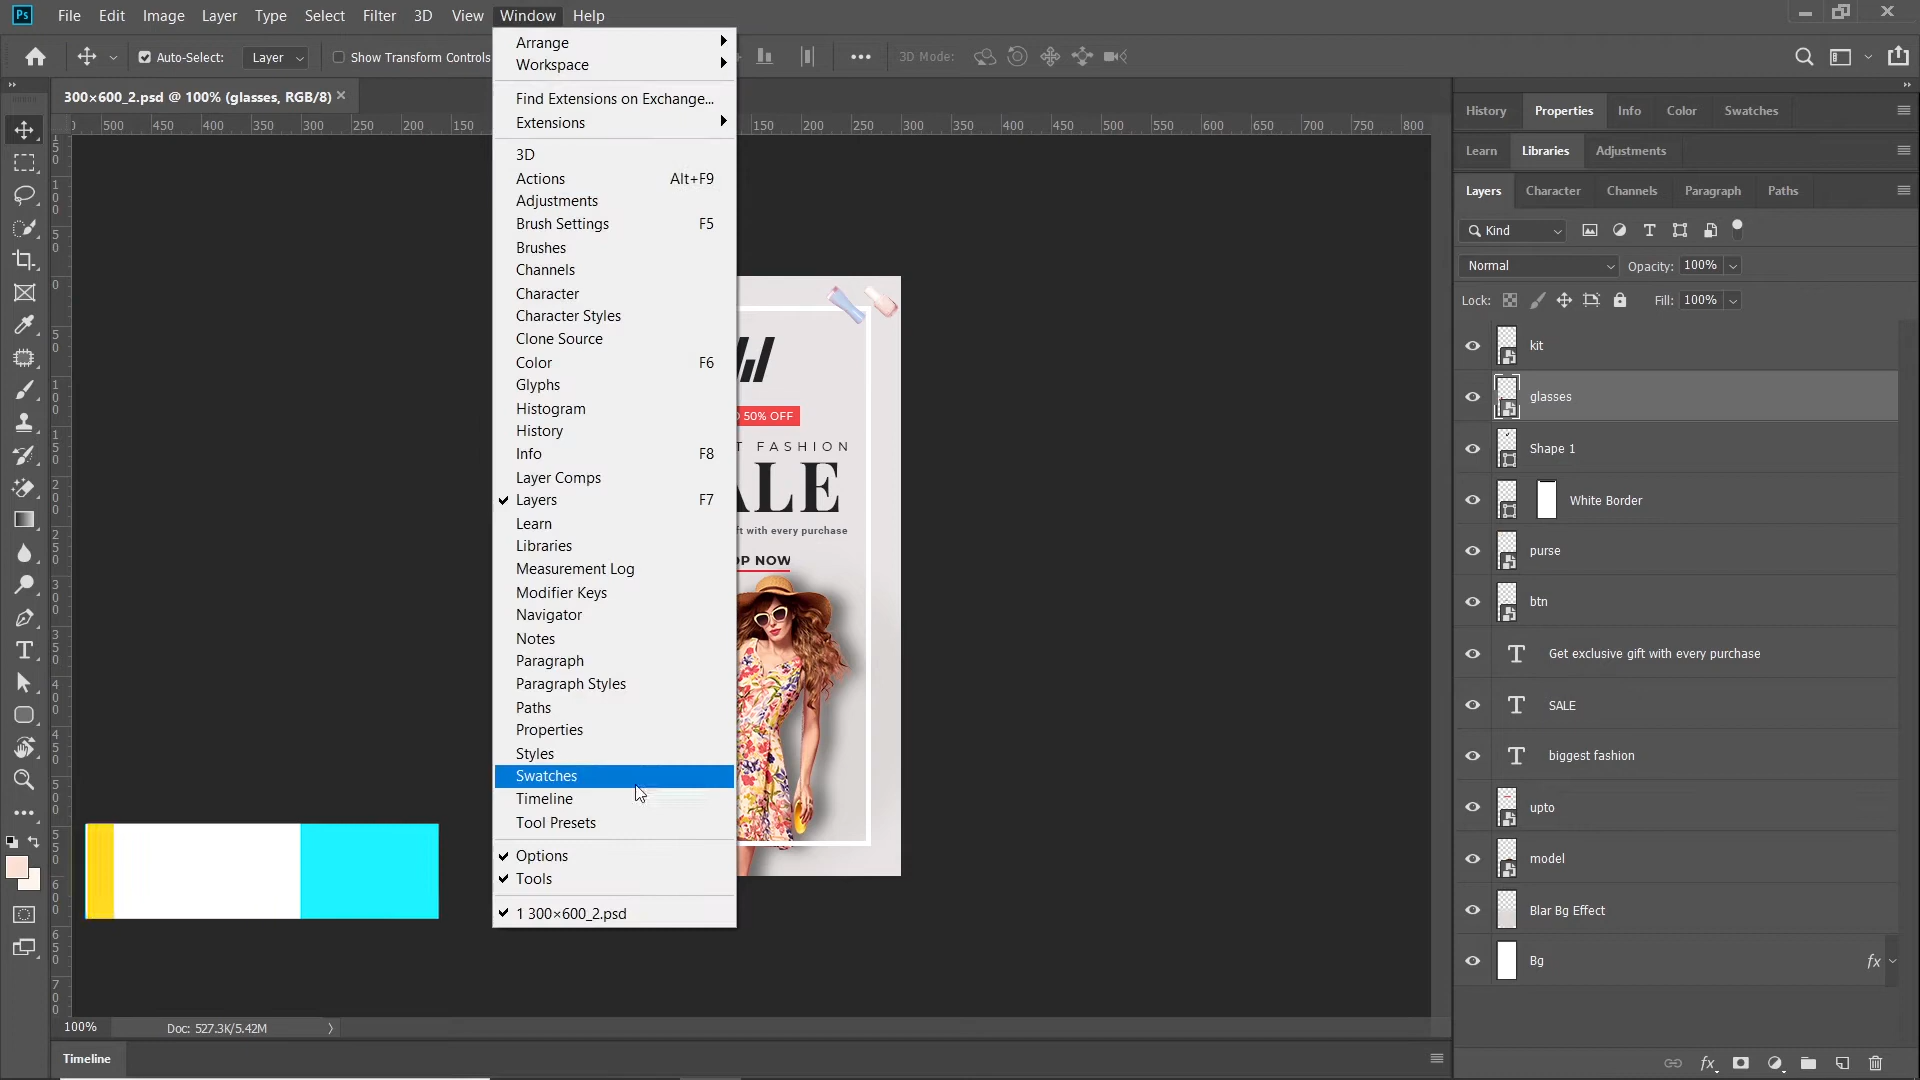 Ps File Edit Image Layer Type Select Filter 3D View Window Help
Auto-Select: Layer Show Transform Controls 3D Mode:
300×600_2.psd @ 100% (glasses, RGB/8)
500 450 400 350 300 250 200 150
150 200 250 300 350 400 450 500 550 600 650 700 750 800
Arrange
Workspace
Find Extensions on Exchange...
Extensions
3D
Actions Alt+F9
Adjustments
Brush Settings F5
Brushes
Channels
Character
Character Styles
Clone Source
Color F6
Glyphs
Histogram
History
Info F8
Layer Comps
Layers F7
Learn
Libraries
Measurement Log
Modifier Keys
Navigator
Notes
Paragraph
Paragraph Styles
Paths
Properties
Styles
Swatches
Timeline
Tool Presets
Options
Tools
1 300×600_2.psd
50% OFF
T FASHION
ALE
ft with every purchase
OP NOW
History Properties Info Color Swatches
Learn Libraries Adjustments
Layers Character Channels Paragraph Paths
Kind
Normal Opacity: 100%
Lock: Fill: 100%
kit
glasses
Shape 1
White Border
purse
btn
T Get exclusive gift with every purchase
T SALE
T biggest fashion
upto
model
Blar Bg Effect
Bg fx
fx
100% Doc: 527.3K/5.42M
Timeline